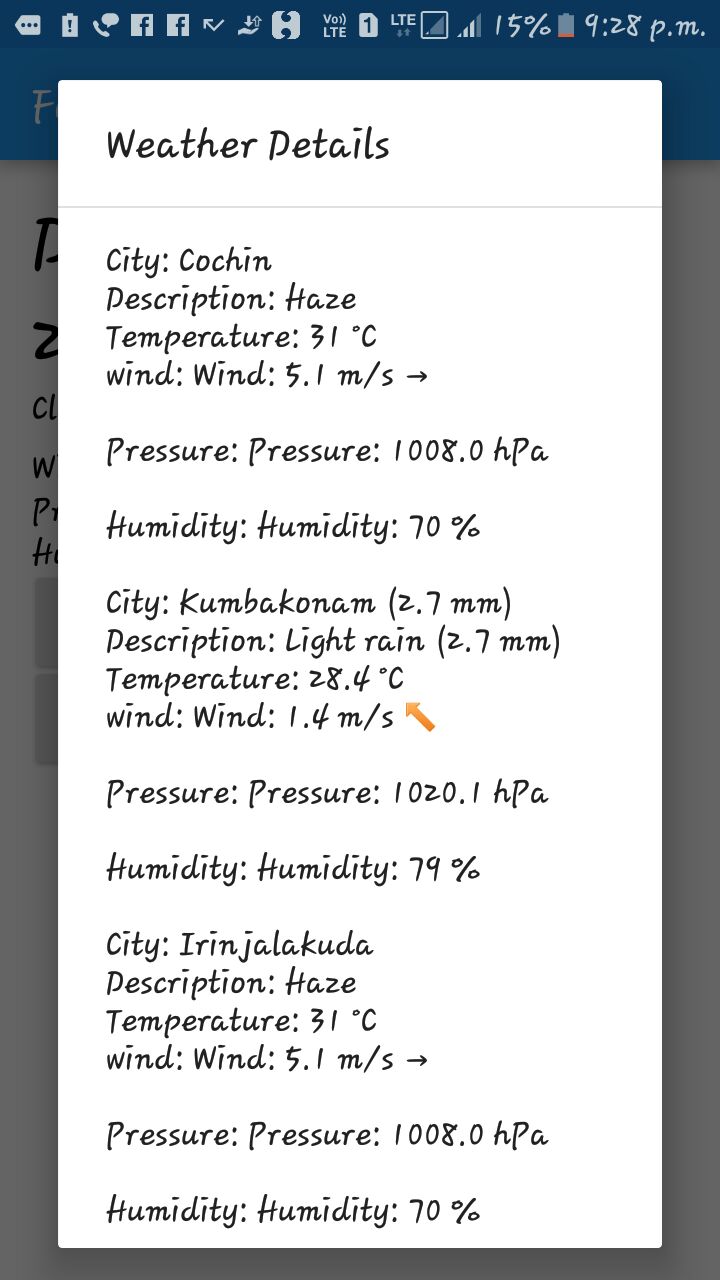 Vo)) LTE 1 LTE 15% 9:28 p.m.
Weather Details
City: Cochin
Description: Haze
Temperature: 31 °C
wind: Wind: 5.1 m/s →
Pressure: Pressure: 1008.0 hPa
Humidity: Humidity: 70 %
City: Kumbakonam (2.7 mm)
Description: Light rain (2.7 mm)
Temperature: 28.4 °C
wind: Wind: 1.4 m/s ↖
Pressure: Pressure: 1020.1 hPa
Humidity: Humidity: 79 %
City: Irinjalakuda
Description: Haze
Temperature: 31 °C
wind: Wind: 5.1 m/s →
Pressure: Pressure: 1008.0 hPa
Humidity: Humidity: 70 %